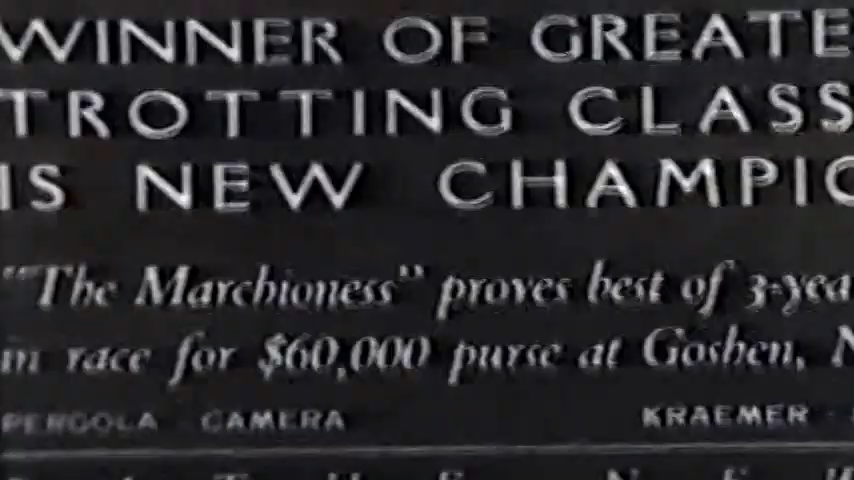 WINNER OF GREATE
TROTTING CLASS
IS NEW CHAMPIO
"The Marchioness" proves best of 3-yea
in race for $60,000 purse at Goshen, N
PERGOLA CAMERA KRAEMER